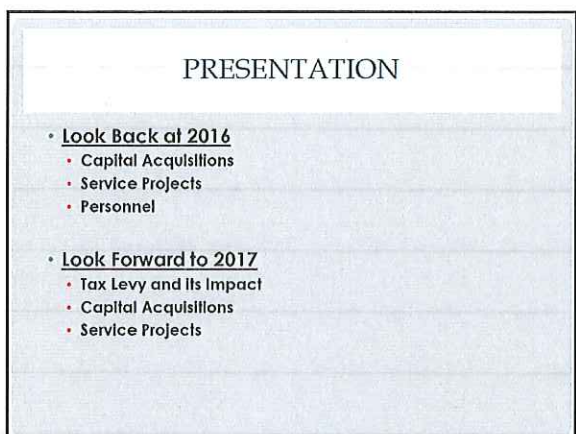 PRESENTATION
• Look Back at 2016
• Capital Acquisitions
• Service Projects
• Personnel
• Look Forward to 2017
• Tax Levy and its Impact
• Capital Acquisitions
• Service Projects